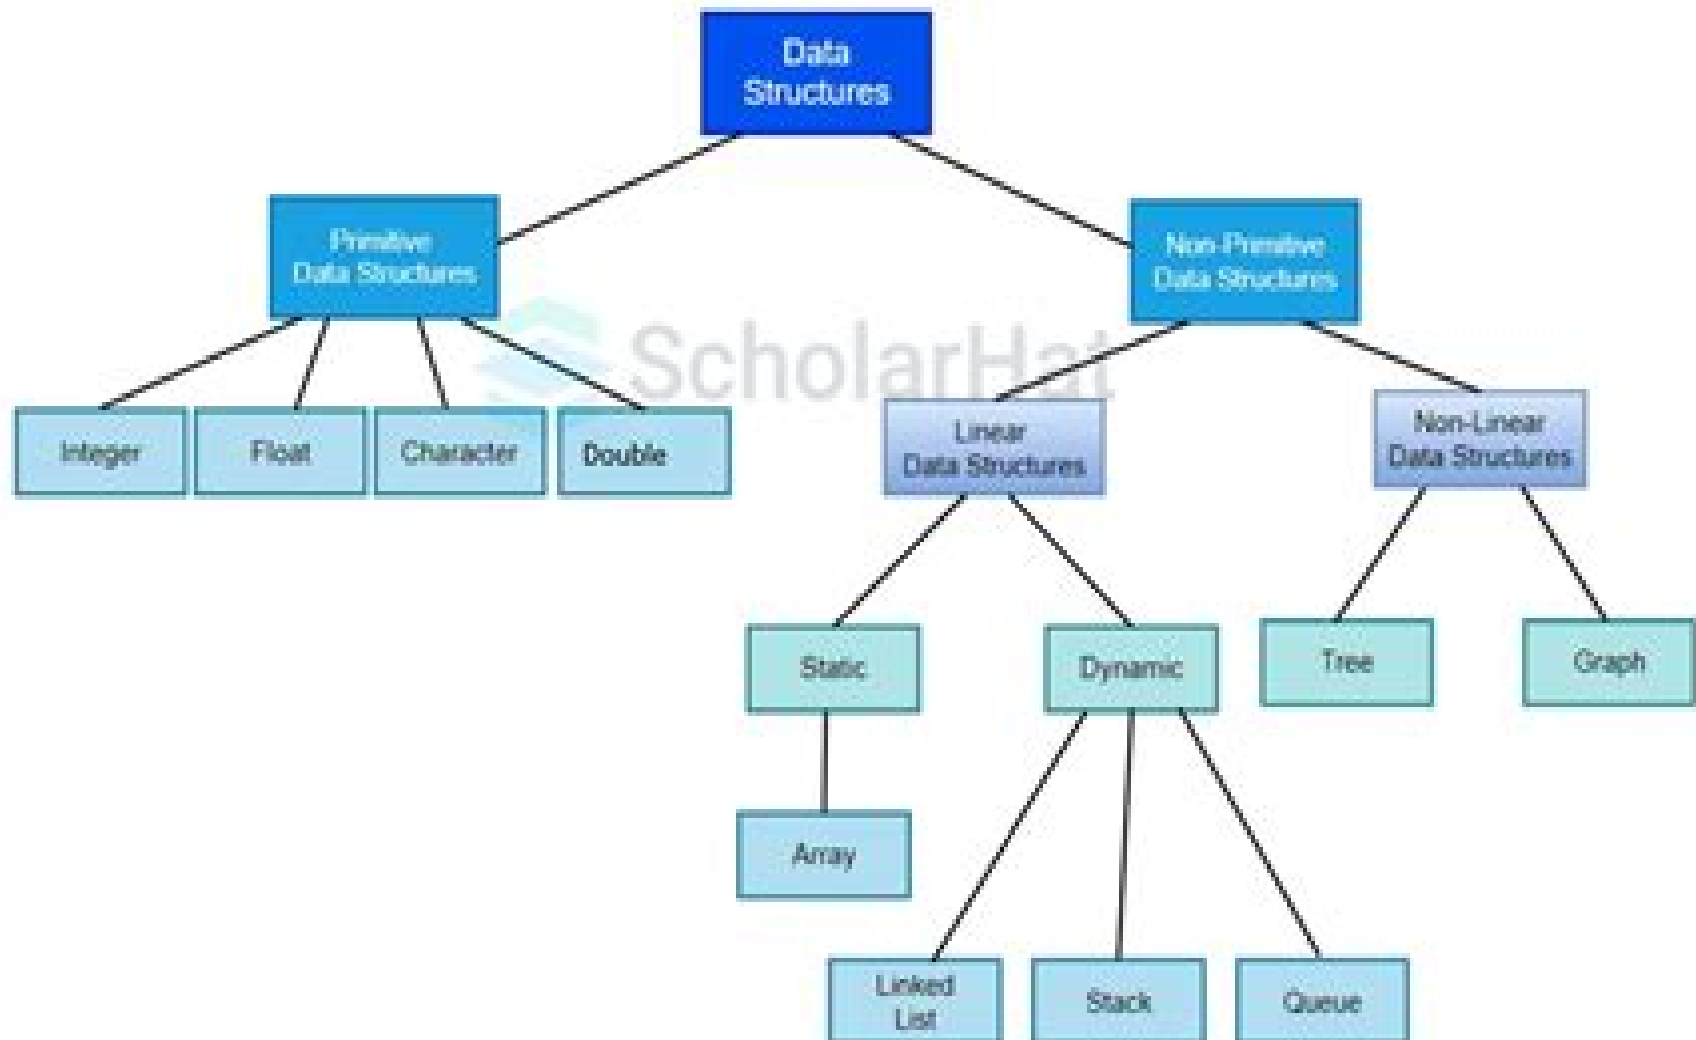 Data
Structures
Primitive
Data Structures
Non-Primitive
Data Structures
ScholarHat
Integer
Float
Character
Double
Linear
Data Structures
Non-Linear
Data Structures
Static
Dynamic
Tree
Graph
Array
Linked
List
Stack
Queue